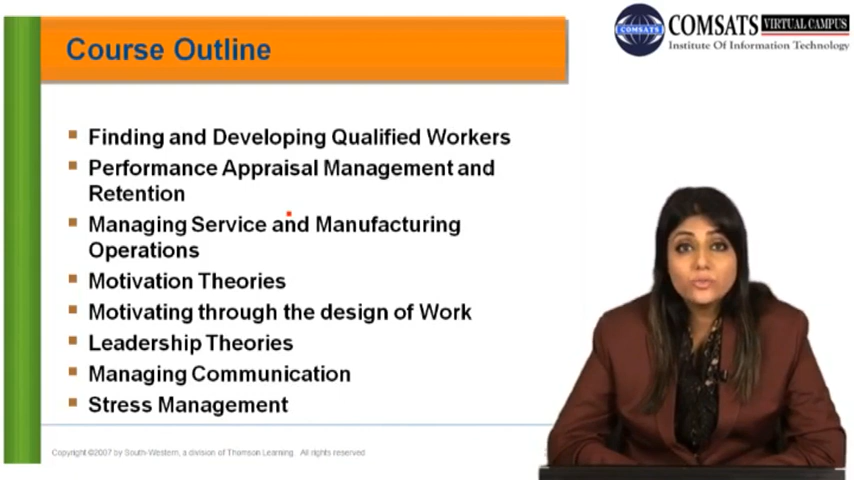 Course Outline
COMSATS VIRTUAL CAMPUS
COMSATS
Institute Of Information Technology
Finding and Developing Qualified Workers
Performance Appraisal Management and
Retention
Managing Service and Manufacturing
Operations
Motivation Theories
Motivating through the design of Work
Leadership Theories
Managing Communication
Stress Management
Copyright ©2007 by South-Western, a division of Thomson Learning. All rights reserved